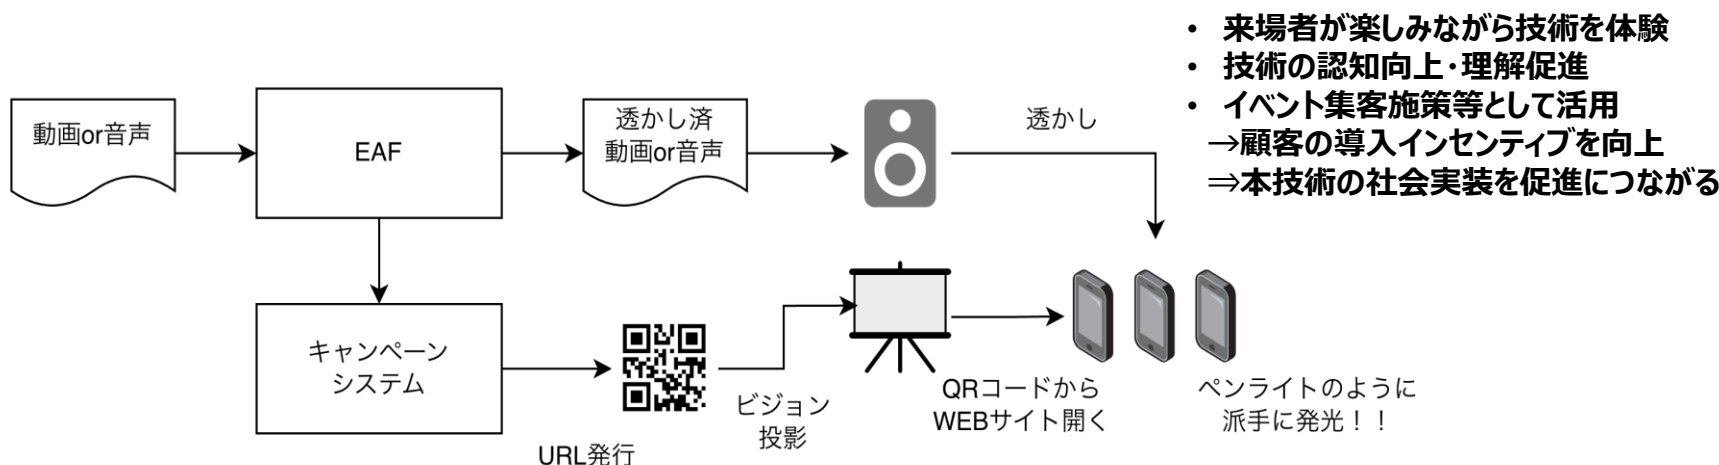 • 来場者が楽しみながら技術を体験
• 技術の認知向上・理解促進
• イベント集客施策等として活用
→顧客の導入インセンティブを向上
⇒本技術の社会実装を促進につながる
動画or音声
EAF
透かし済
動画or音声
透かし
キャンペーン
システム
URL発行
ビジョン
投影
QRコードから
WEBサイト開く
ペンライトのように
派手に発光！！